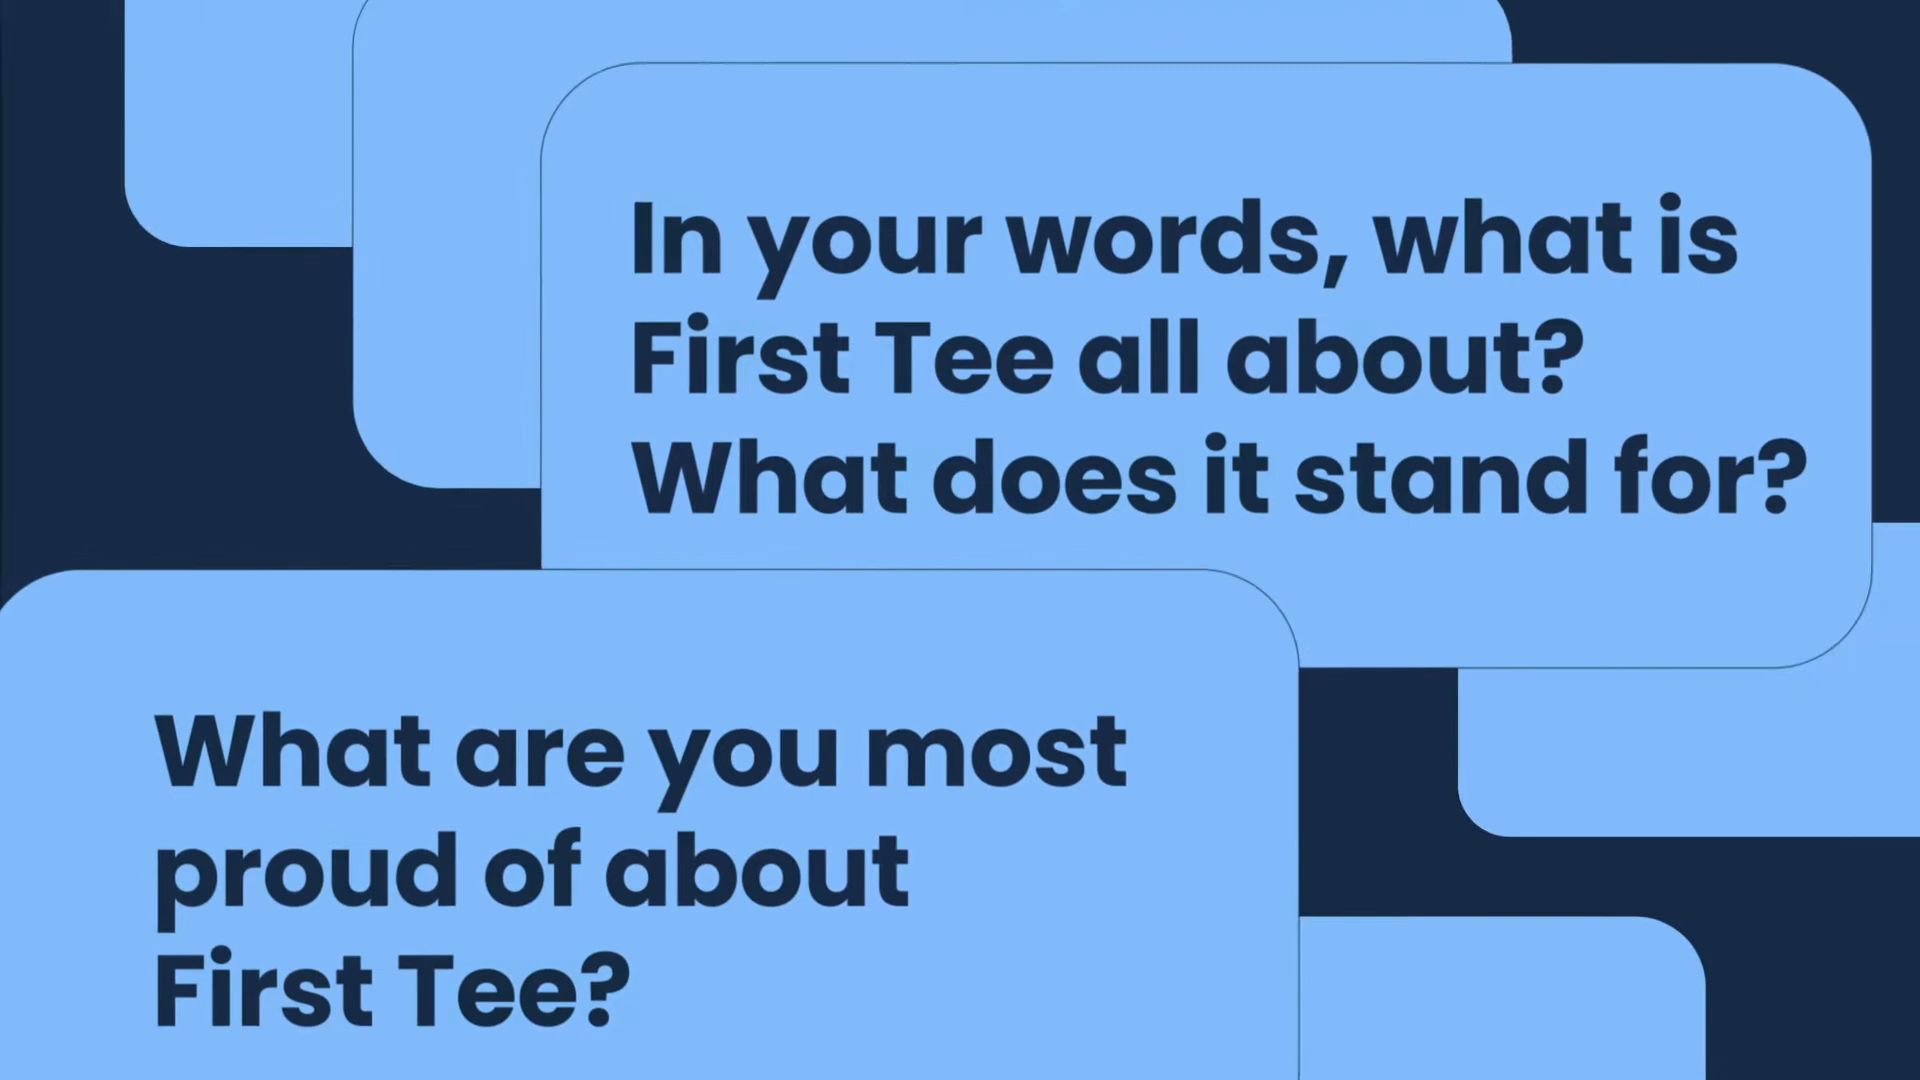 In your words, what is
First Tee all about?
What does it stand for?
What are you most
proud of about
First Tee?